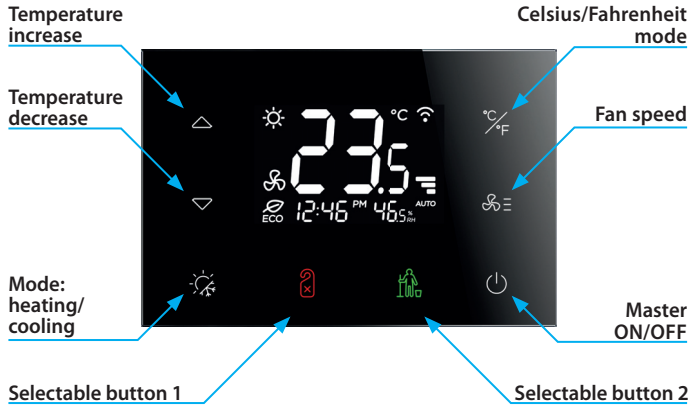 Temperature
increase
Celsius/Fahrenheit
mode
Temperature
decrease
Fan speed
°C
°C/°F
23.5
ECO
12:46 PM
46.5 % RH
AUTO
Mode:
heating/
cooling
Master
ON/OFF
Selectable button 1
Selectable button 2